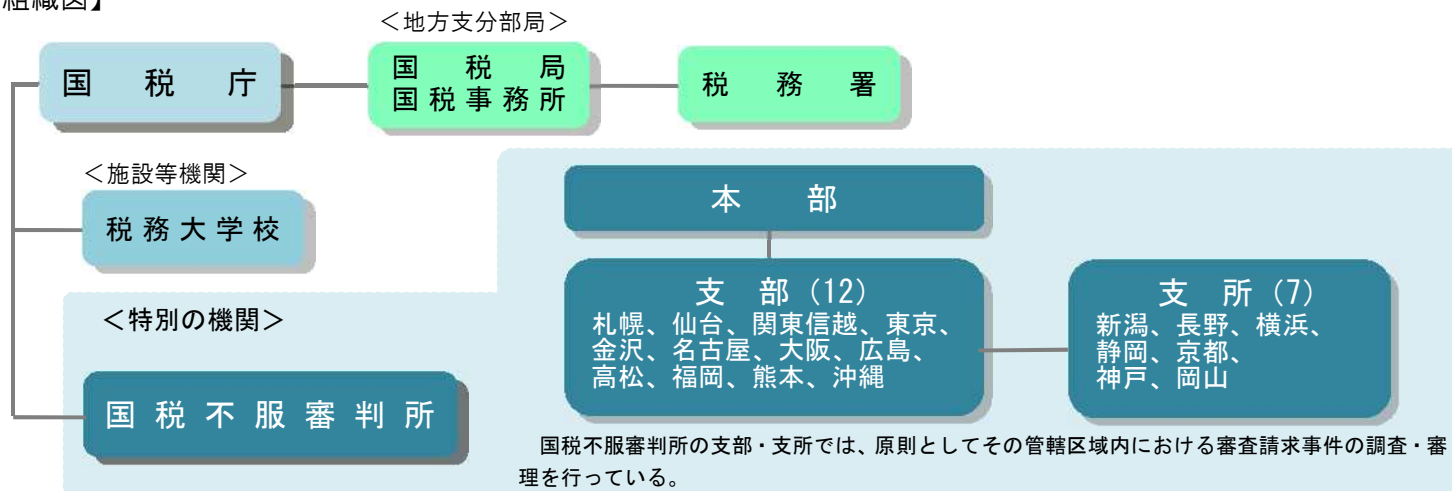 組織図】
＜地方支分部局＞
国税庁
国税局
国税事務所
税務署
＜施設等機関＞
税務大学校
＜特別の機関＞
国税不服審判所
本部
支部（12）
札幌、仙台、関東信越、東京、
金沢、名古屋、大阪、広島、
高松、福岡、熊本、沖縄
支所（7）
新潟、長野、横浜、
静岡、京都、
神戸、岡山
国税不服審判所の支部・支所では、原則としてその管轄区域内における審査請求事件の調査・審
理を行っている。